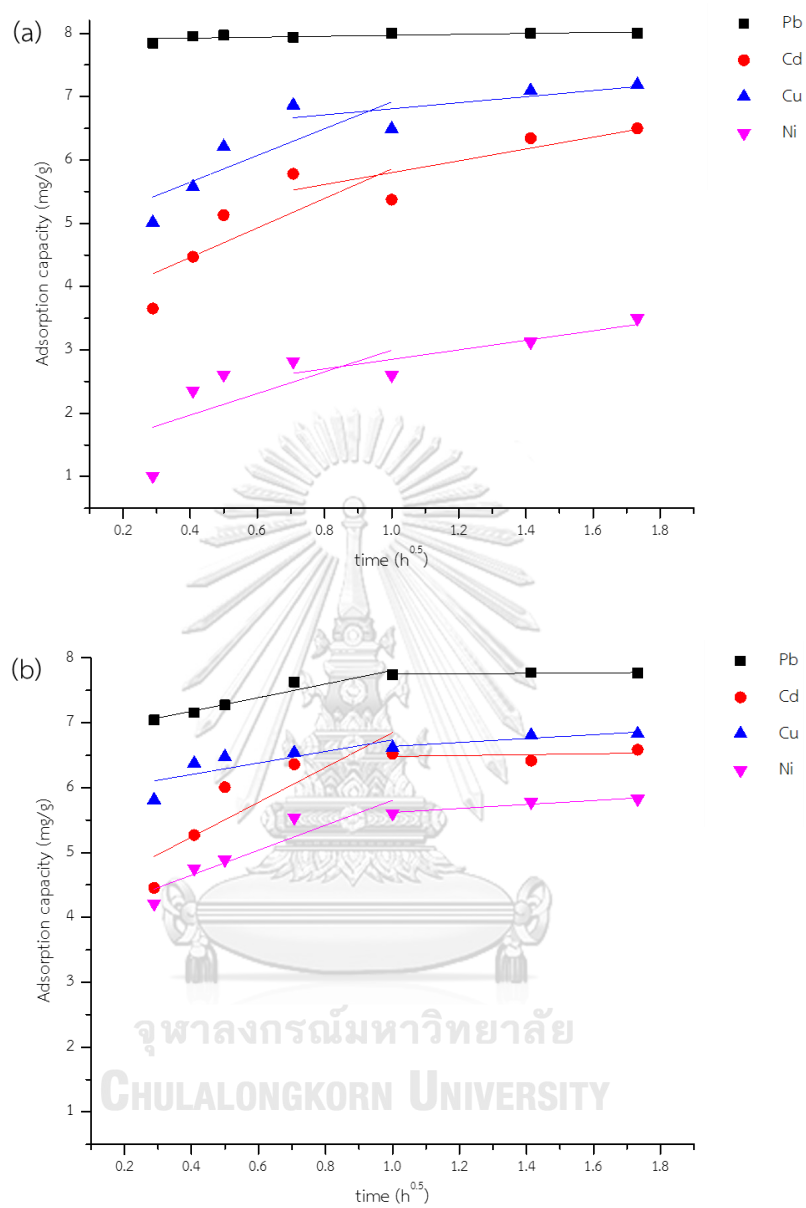 (a)
Pb
Cd
Cu
Ni
Adsorption capacity (mg/g)
8
7
6
5
4
3
2
1
0.2 0.4 0.6 0.8 1.0 1.2 1.4 1.6 1.8
time (h^0.5)
(b)
Pb
Cd
Cu
Ni
Adsorption capacity (mg/g)
8
7
6
5
4
3
2
1
0.2 0.4 0.6 0.8 1.0 1.2 1.4 1.6 1.8
time (h^0.5)
จุฬาลงกรณ์มหาวิทยาลัย
CHULALONGKORN UNIVERSITY